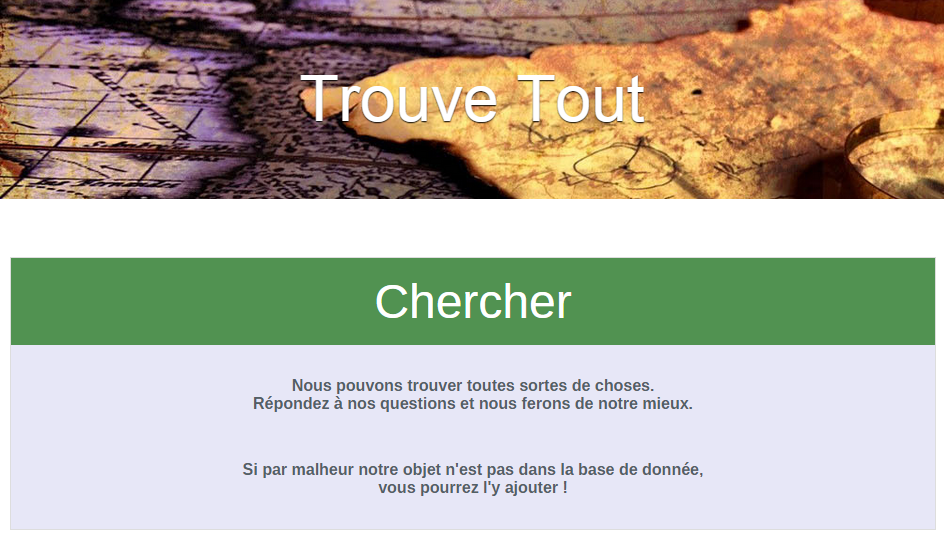 Trouve Tout
Chercher
Nous pouvons trouver toutes sortes de choses.
Répondez à nos questions et nous ferons de notre mieux.
Si par malheur notre objet n'est pas dans la base de donnée,
vous pourrez l'y ajouter !